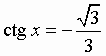 ctg x = −√3/3